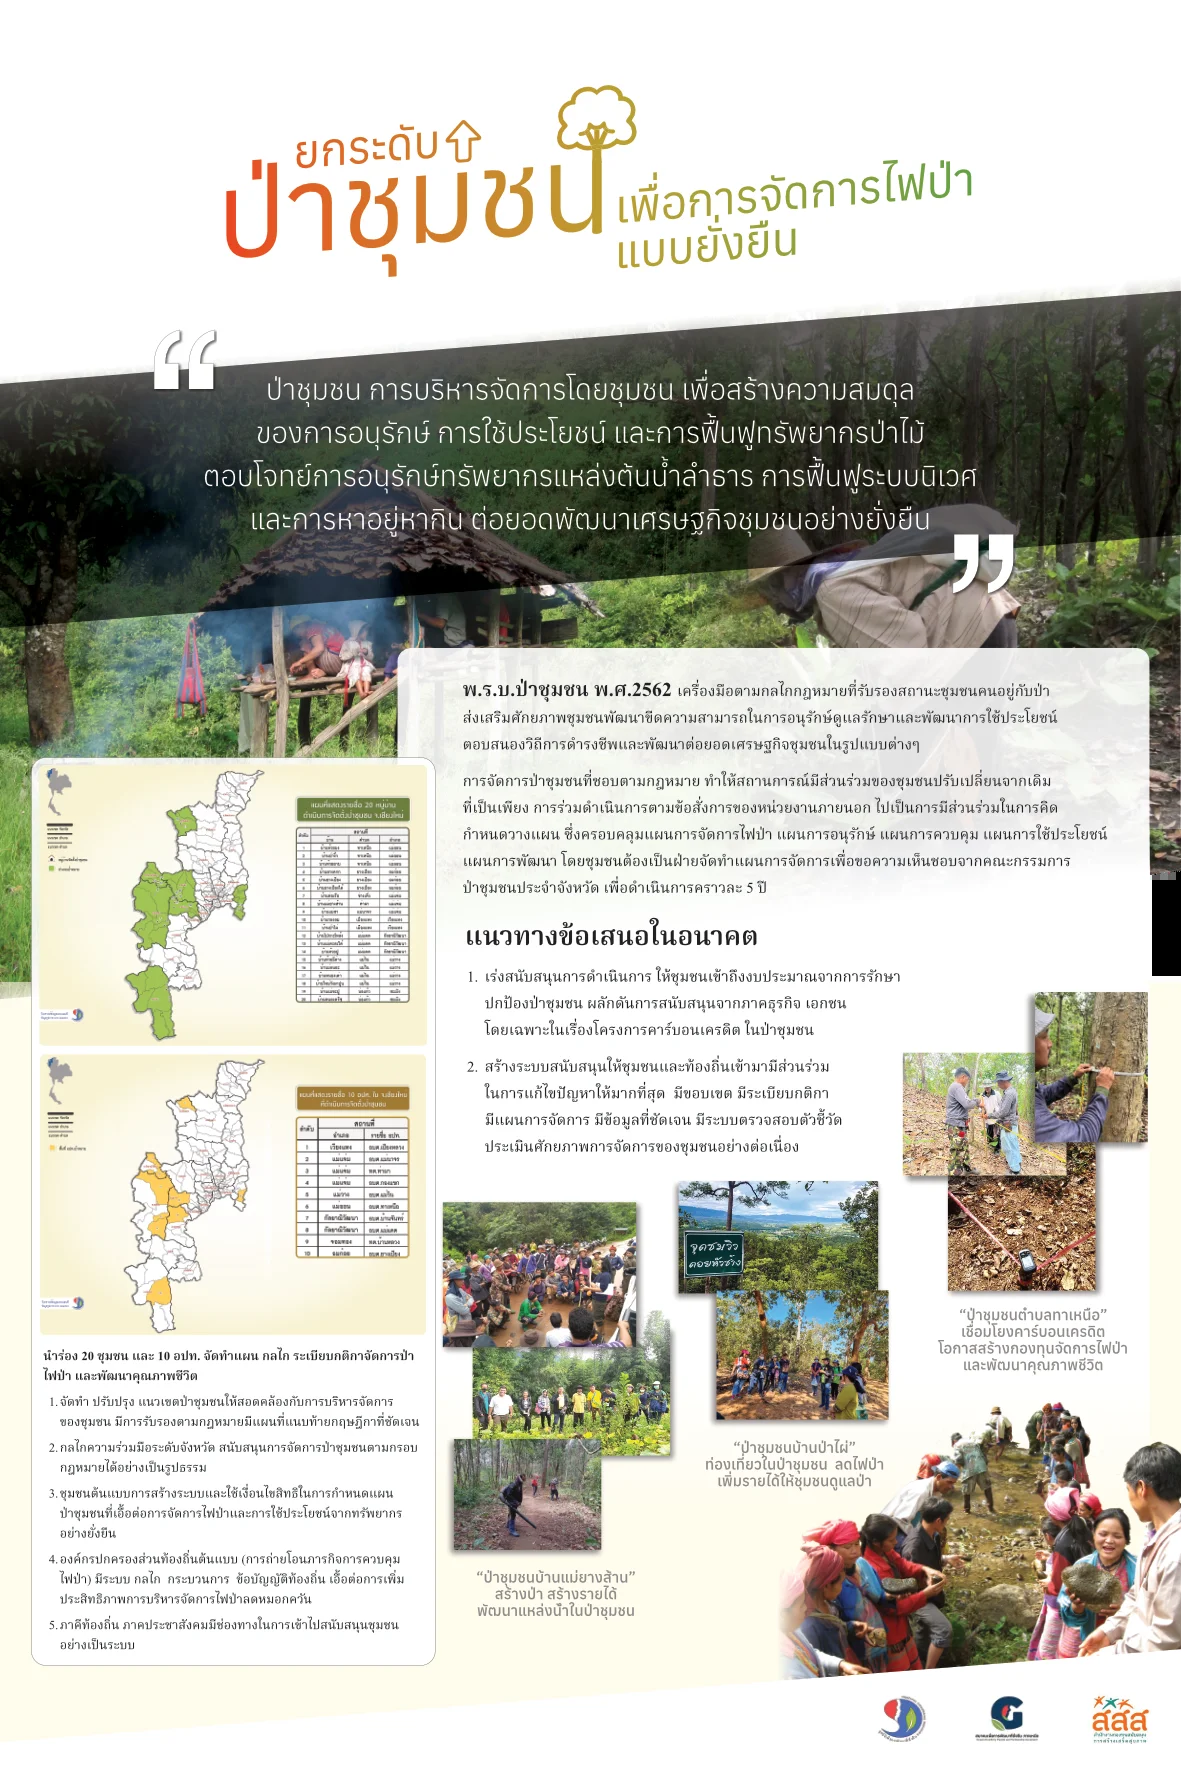 ยกระดับ
ป่าชุมชน
เพื่อการจัดการไฟป่า
แบบยั่งยืน
“
ป่าชุมชน การบริหารจัดการโดยชุมชน เพื่อสร้างความสมดุล
ของการอนุรักษ์ การใช้ประโยชน์ และการฟื้นฟูทรัพยากรป่าไม้
ตอบโจทย์การอนุรักษ์ทรัพยากรแหล่งต้นน้ำลำธาร การฟื้นฟูระบบนิเวศ
และการหาอยู่หากิน ต่อยอดพัฒนาเศรษฐกิจชุมชนอย่างยั่งยืน
”
พ.ร.บ.ป่าชุมชน พ.ศ.2562 เครื่องมือตามกลไกกฎหมายที่รับรองสถานะชุมชนคนอยู่กับป่า
ส่งเสริมศักยภาพชุมชนพัฒนาขีดความสามารถในการอนุรักษ์ดูแลรักษาและพัฒนาการใช้ประโยชน์
ตอบสนองวิถีการดำรงชีพและพัฒนาต่อยอดเศรษฐกิจชุมชนในรูปแบบต่างๆ
การจัดการป่าชุมชนที่ชอบตามกฎหมาย ทำให้สถานการณ์มีส่วนร่วมของชุมชนปรับเปลี่ยนจากเดิม
ที่เป็นเพียง การร่วมดำเนินการตามข้อสั่งการของหน่วยงานภายนอก ไปเป็นการมีส่วนร่วมในการคิด
กำหนดวางแผน ซึ่งครอบคลุมแผนการจัดการไฟป่า แผนการอนุรักษ์ แผนการควบคุม แผนการใช้ประโยชน์
แผนการพัฒนา โดยชุมชนต้องเป็นฝ่ายจัดทำแผนการจัดการเพื่อขอความเห็นชอบจากคณะกรรมการ
ป่าชุมชนประจำจังหวัด เพื่อดำเนินการคราวละ 5 ปี
แนวทางข้อเสนอในอนาคต
1. เร่งสนับสนุนการดำเนินการ ให้ชุมชนเข้าถึงงบประมาณจากการรักษา
ปกป้องป่าชุมชน ผลักดันการสนับสนุนจากภาคธุรกิจ เอกชน
โดยเฉพาะในเรื่องโครงการคาร์บอนเครดิต ในป่าชุมชน
2. สร้างระบบสนับสนุนให้ชุมชนและท้องถิ่นเข้ามามีส่วนร่วม
ในการแก้ไขปัญหาให้มากที่สุด มีขอบเขต มีระเบียบกติกา
มีแผนการจัดการ มีข้อมูลที่ชัดเจน มีระบบตรวจสอบตัวชี้วัด
ประเมินศักยภาพการจัดการของชุมชนอย่างต่อเนื่อง
แผนที่แสดงรายชื่อ 20 หมู่บ้าน
ดำเนินการจัดตั้งป่าชุมชน จ.เชียงใหม่
แผนที่แสดงรายชื่อ 10 อปท. ใน จ.เชียงใหม่
ที่ดำเนินการจัดตั้งป่าชุมชน
ลำดับ
สถานที่
อำเภอ
รายชื่อ อปท.
นำร่อง 20 ชุมชน และ 10 อปท. จัดทำแผน กลไก ระเบียบกติกาจัดการป่า
ไฟป่า และพัฒนาคุณภาพชีวิต
1. จัดทำ ปรับปรุง แนวเขตป่าชุมชนให้สอดคล้องกับการบริหารจัดการ
ของชุมชน มีการรับรองตามกฎหมายมีแผนที่แนบท้ายกฤษฎีกาที่ชัดเจน
2. กลไกความร่วมมือระดับจังหวัด สนับสนุนการจัดการป่าชุมชนตามกรอบ
กฎหมายได้อย่างเป็นรูปธรรม
3. ชุมชนต้นแบบการสร้างระบบและใช้เงื่อนไขสิทธิในการกำหนดแผน
ป่าชุมชนที่เอื้อต่อการจัดการไฟป่าและการใช้ประโยชน์จากทรัพยากร
อย่างยั่งยืน
4. องค์กรปกครองส่วนท้องถิ่นต้นแบบ (การถ่ายโอนภารกิจการควบคุม
ไฟป่า) มีระบบ กลไก กระบวนการ ข้อบัญญัติท้องถิ่น เอื้อต่อการเพิ่ม
ประสิทธิภาพการบริหารจัดการไฟป่าลดหมอกควัน
5. ภาคีท้องถิ่น ภาคประชาสังคมมีช่องทางในการเข้าไปสนับสนุนชุมชน
อย่างเป็นระบบ
จุดชมวิว
ดอยหัวช้าง
“ป่าชุมชนตำบลทาเหนือ”
เชื่อมโยงคาร์บอนเครดิต
โอกาสสร้างกองทุนจัดการไฟป่า
และพัฒนาคุณภาพชีวิต
“ป่าชุมชนบ้านป่าไผ่”
ท่องเที่ยวในป่าชุมชน ลดไฟป่า
เพิ่มรายได้ให้ชุมชนดูแลป่า
“ป่าชุมชนบ้านแม่ยางส้าน”
สร้างป่า สร้างรายได้
พัฒนาแหล่งน้ำในป่าชุมชน
สสส